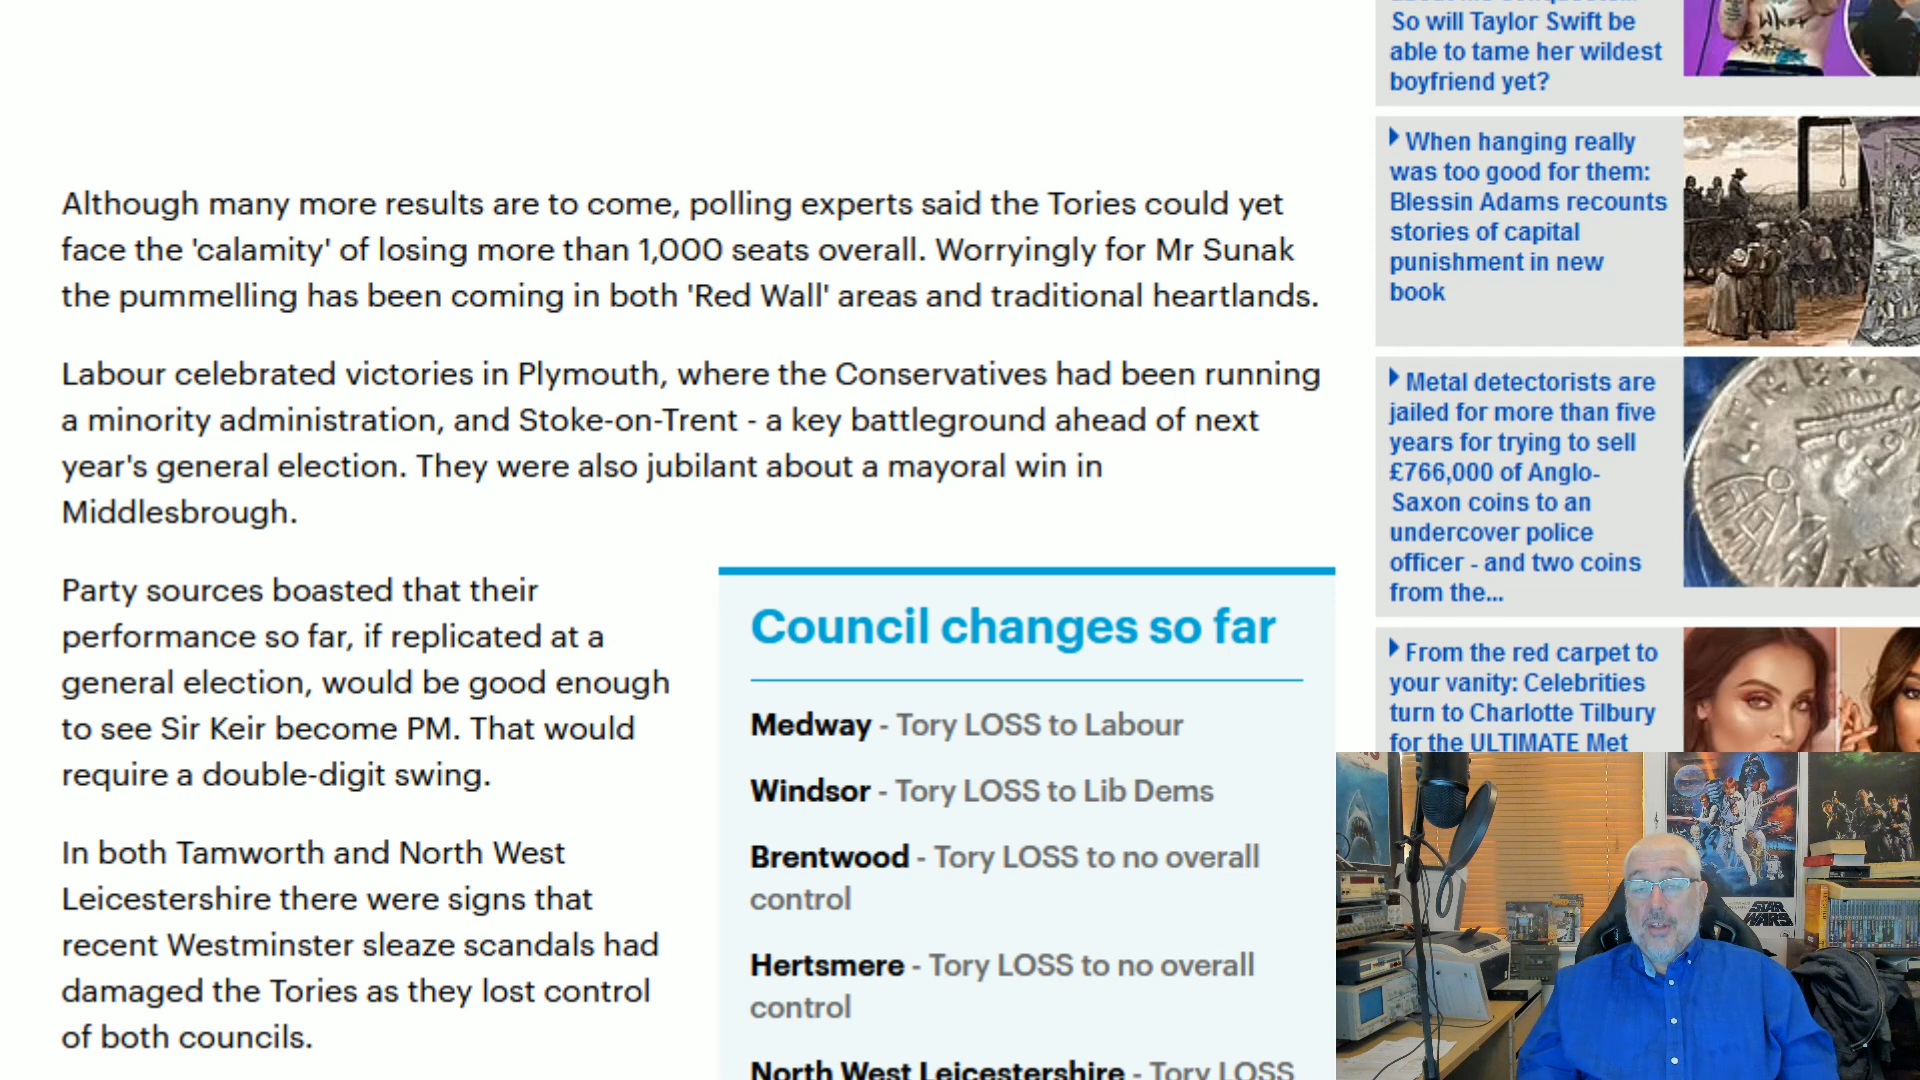 Although many more results are to come, polling experts said the Tories could yet
face the 'calamity' of losing more than 1,000 seats overall. Worryingly for Mr Sunak
the pummelling has been coming in both 'Red Wall' areas and traditional heartlands.
Labour celebrated victories in Plymouth, where the Conservatives had been running
a minority administration, and Stoke-on-Trent - a key battleground ahead of next
year's general election. They were also jubilant about a mayoral win in
Middlesbrough.
Party sources boasted that their
performance so far, if replicated at a
general election, would be good enough
to see Sir Keir become PM. That would
require a double-digit swing.
In both Tamworth and North West
Leicestershire there were signs that
recent Westminster sleaze scandals had
damaged the Tories as they lost control
of both councils.
Council changes so far
Medway - Tory LOSS to Labour
Windsor - Tory LOSS to Lib Dems
Brentwood - Tory LOSS to no overall
control
Hertsmere - Tory LOSS to no overall
control
North West Leicestershire - Tory LOSS
So will Taylor Swift be
able to tame her wildest
boyfriend yet?
When hanging really
was too good for them:
Blessin Adams recounts
stories of capital
punishment in new
book
Metal detectorists are
jailed for more than five
years for trying to sell
£766,000 of Anglo-
Saxon coins to an
undercover police
officer - and two coins
from the...
From the red carpet to
your vanity: Celebrities
turn to Charlotte Tilbury
for the ULTIMATE Met
STAR
WARS